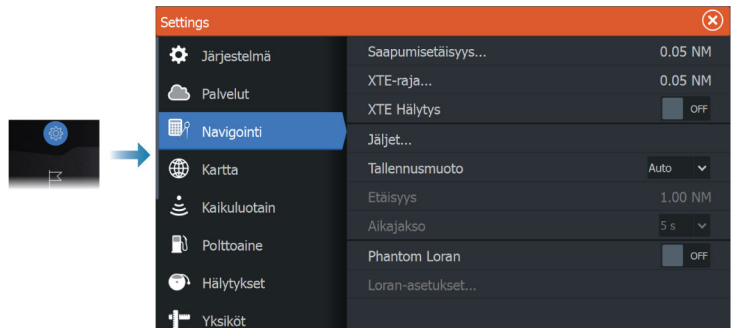 Settings
Järjestelmä
Palvelut
Navigointi
Kartta
Kaikuluotain
Polttoaine
Hälytykset
Yksiköt
Saapumisetäisyys... 0.05 NM
XTE-raja... 0.05 NM
XTE Hälytys OFF
Jäljet...
Tallennusmuoto Auto
Etäisyys 1.00 NM
Aikajakso 5 s
Phantom Loran OFF
Loran-asetukset...